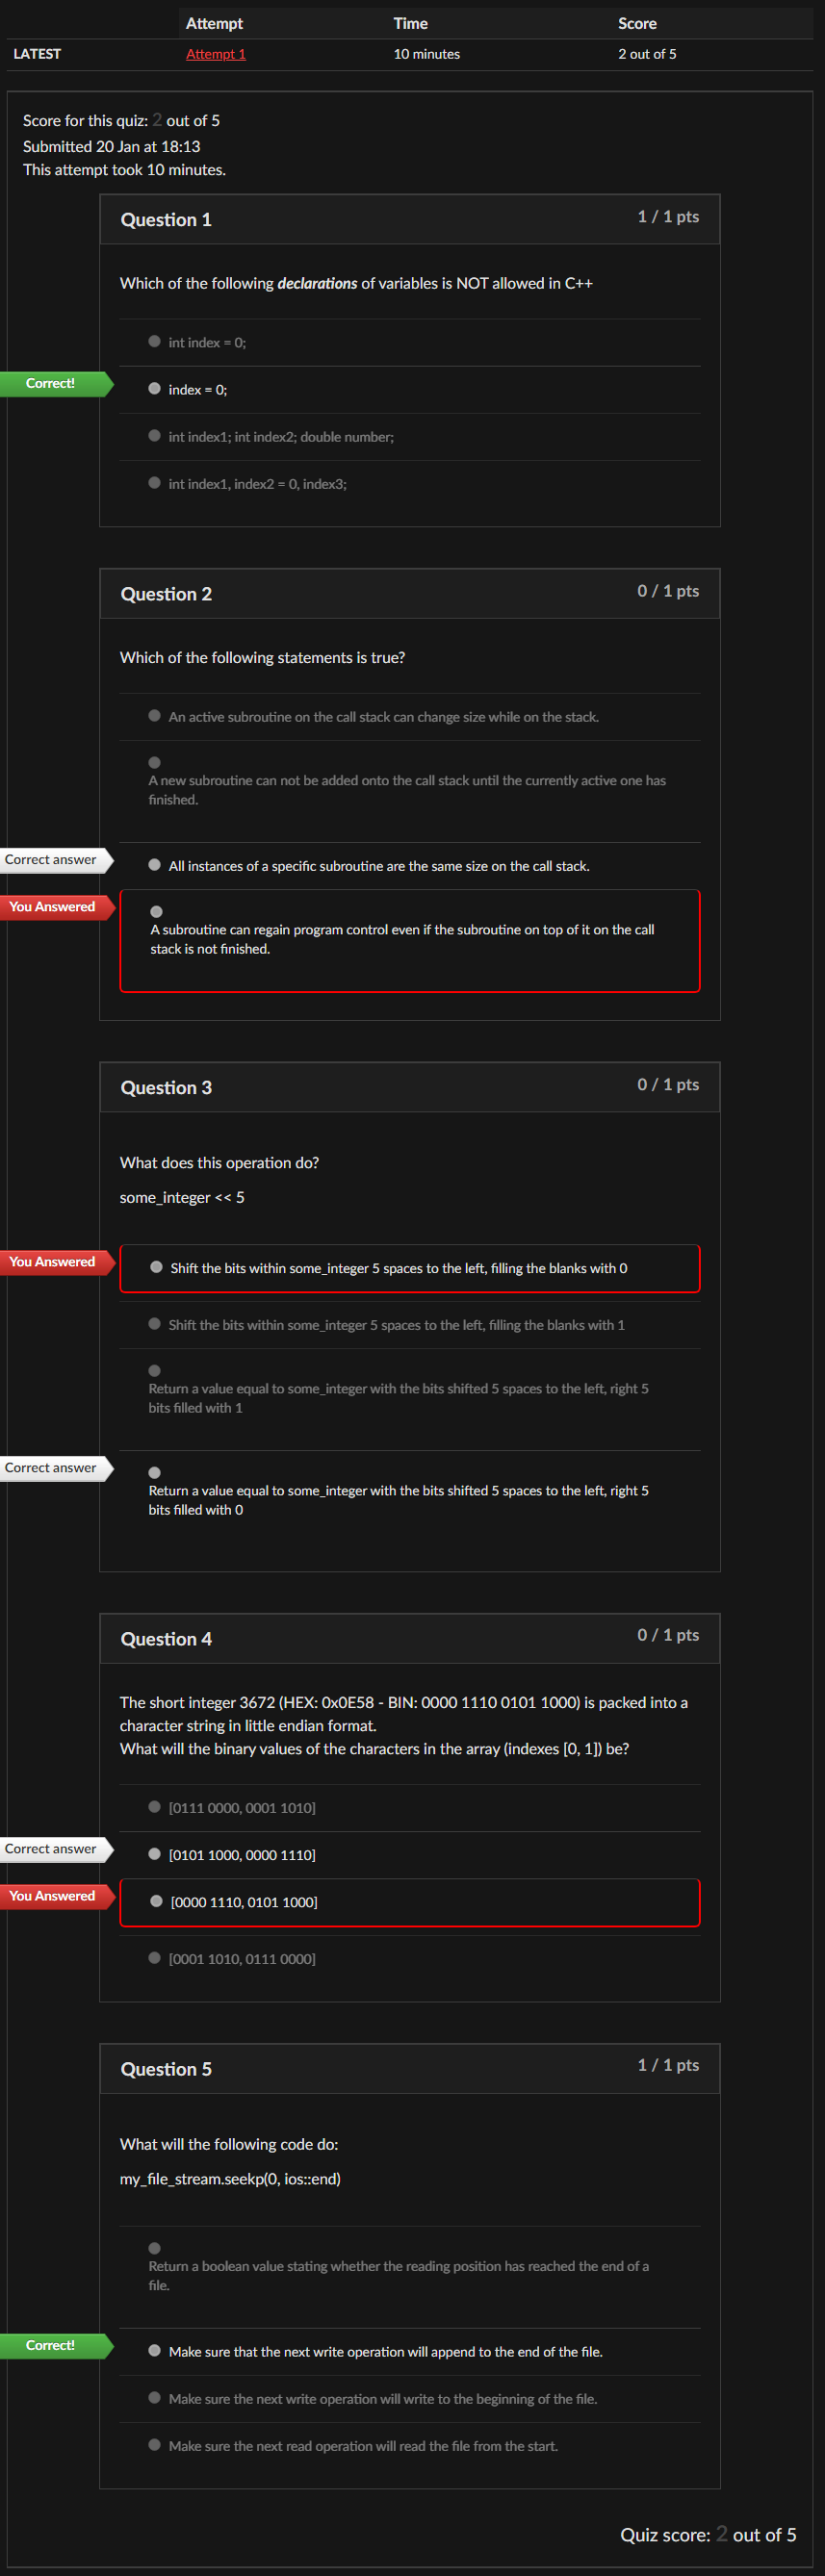 Attempt Time Score
LATEST Attempt 1 10 minutes 2 out of 5
Score for this quiz: 2 out of 5
Submitted 20 Jan at 18:13
This attempt took 10 minutes.
Question 1 1 / 1 pts
Which of the following declarations of variables is NOT allowed in C++
int index = 0;
Correct!
index = 0;
int index1; int index2; double number;
int index1, index2 = 0, index3;
Question 2 0 / 1 pts
Which of the following statements is true?
An active subroutine on the call stack can change size while on the stack.
A new subroutine can not be added onto the call stack until the currently active one has
finished.
Correct answer
All instances of a specific subroutine are the same size on the call stack.
You Answered
A subroutine can regain program control even if the subroutine on top of it on the call
stack is not finished.
Question 3 0 / 1 pts
What does this operation do?
some_integer << 5
You Answered
Shift the bits within some_integer 5 spaces to the left, filling the blanks with 0
Shift the bits within some_integer 5 spaces to the left, filling the blanks with 1
Return a value equal to some_integer with the bits shifted 5 spaces to the left, right 5
bits filled with 1
Correct answer
Return a value equal to some_integer with the bits shifted 5 spaces to the left, right 5
bits filled with 0
Question 4 0 / 1 pts
The short integer 3672 (HEX: 0x0E58 - BIN: 0000 1110 0101 1000) is packed into a
character string in little endian format.
What will the binary values of the characters in the array (indexes [0, 1]) be?
[0111 0000, 0001 1010]
Correct answer
[0101 1000, 0000 1110]
You Answered
[0000 1110, 0101 1000]
[0001 1010, 0111 0000]
Question 5 1 / 1 pts
What will the following code do:
my_file_stream.seekp(0, ios::end)
Return a boolean value stating whether the reading position has reached the end of a
file.
Correct!
Make sure that the next write operation will append to the end of the file.
Make sure the next write operation will write to the beginning of the file.
Make sure the next read operation will read the file from the start.
Quiz score: 2 out of 5